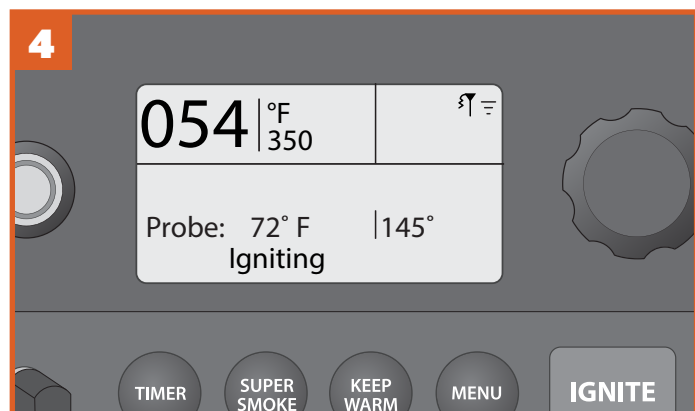 4
054 °F
350
Probe: 72° F 145°
Igniting
TIMER
SUPER
SMOKE
KEEP
WARM
MENU
IGNITE